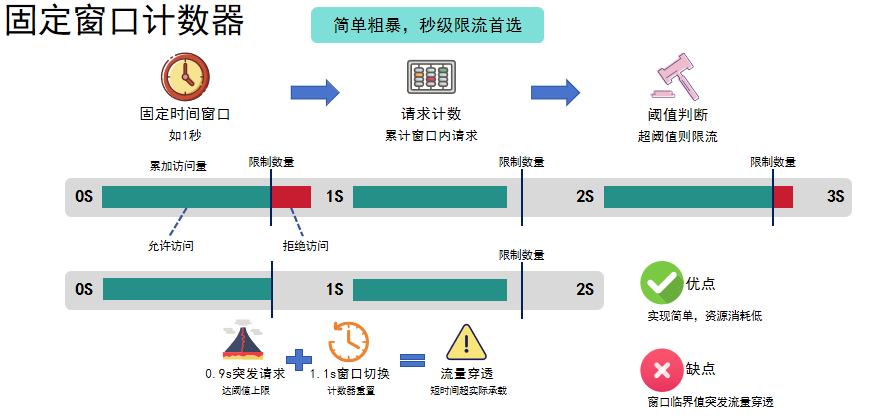 固定窗口计数器
简单粗暴，秒级限流首选
固定时间窗口
如1秒
请求计数
累计窗口内请求
阈值判断
超阈值则限流
累加访问量
限制数量
限制数量
限制数量
0S
1S
2S
3S
允许访问
拒绝访问
限制数量
0S
1S
2S
优点
实现简单，资源消耗低
0.9s突发请求
达阈值上限
1.1s窗口切换
计数器重置
流量穿透
短时间超实际承载
缺点
窗口临界值突发流量穿透